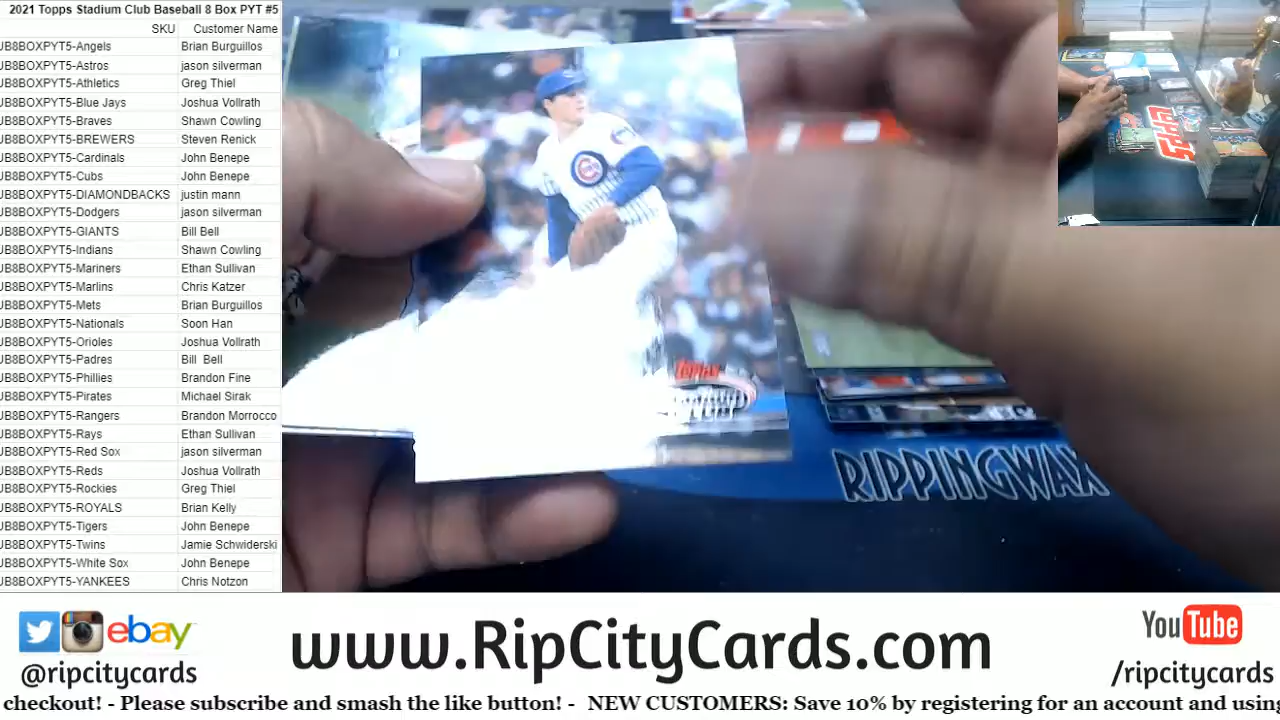 2021 Topps Stadium Club Baseball 8 Box PYT #5
SKU Customer Name
JB8BOXPYT5-Angels Brian Burguillos
JB8BOXPYT5-Astros jason silverman
JB8BOXPYT5-Athletics Greg Thiel
JB8BOXPYT5-Blue Jays Joshua Vollrath
JB8BOXPYT5-Braves Shawn Cowling
JB8BOXPYT5-BREWERS Steven Renick
JB8BOXPYT5-Cardinals John Benepe
JB8BOXPYT5-Cubs John Benepe
JB8BOXPYT5-DIAMONDBACKS justin mann
JB8BOXPYT5-Dodgers jason silverman
JB8BOXPYT5-GIANTS Bill Bell
JB8BOXPYT5-Indians Shawn Cowling
JB8BOXPYT5-Mariners Ethan Sullivan
JB8BOXPYT5-Marlins Chris Katzer
JB8BOXPYT5-Mets Brian Burguillos
JB8BOXPYT5-Nationals Soon Han
JB8BOXPYT5-Orioles Joshua Vollrath
JB8BOXPYT5-Padres Bill Bell
JB8BOXPYT5-Phillies Brandon Fine
JB8BOXPYT5-Pirates Michael Sirak
JB8BOXPYT5-Rangers Brandon Morrocco
JB8BOXPYT5-Rays Ethan Sullivan
JB8BOXPYT5-Red Sox jason silverman
JB8BOXPYT5-Reds Joshua Vollrath
JB8BOXPYT5-Rockies Greg Thiel
JB8BOXPYT5-ROYALS Brian Kelly
JB8BOXPYT5-Tigers John Benepe
JB8BOXPYT5-Twins Jamie Schwiderski
JB8BOXPYT5-White Sox John Benepe
JB8BOXPYT5-YANKEES Chris Notzon
TOPPS
RIPPINGWAX
ebay
@ripcitycards
www.RipCityCards.com
YouTube
/ripcitycards
checkout! - Please subscribe and smash the like button! - NEW CUSTOMERS: Save 10% by registering for an account and using